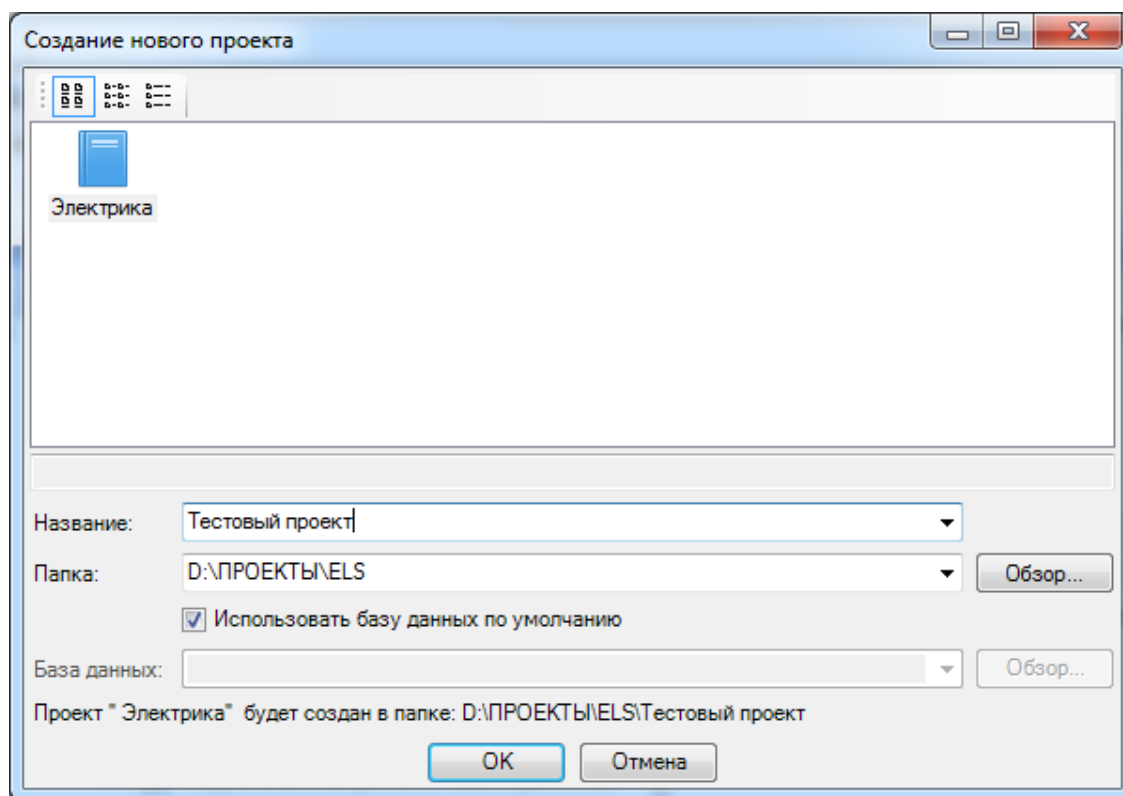 Создание нового проекта
Электрика
Название: Тестовый проект
Папка: D:\ПРОЕКТЫ\ELS Обзор...
Использовать базу данных по умолчанию
База данных: Обзор...
Проект " Электрика" будет создан в папке: D:\ПРОЕКТЫ\ELS\Тестовый проект
OK Отмена